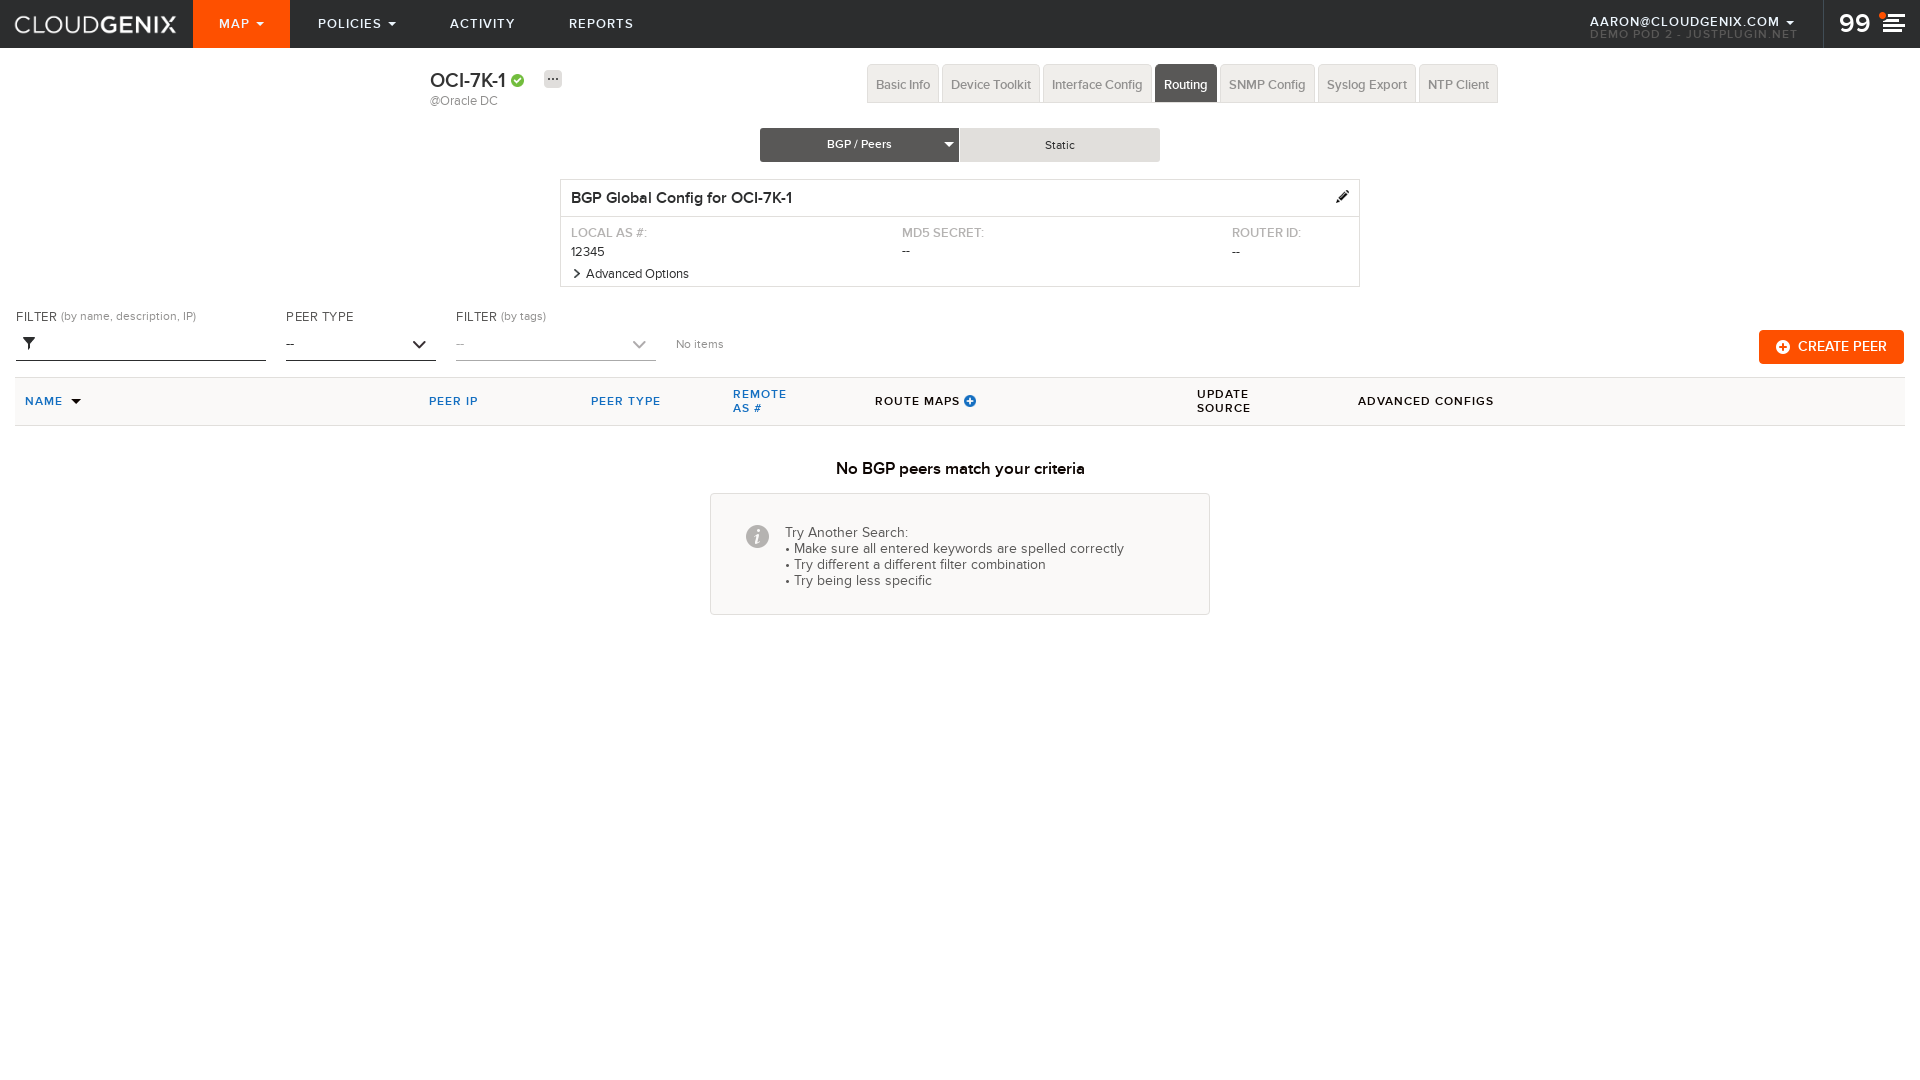 CLOUDGENIX
MAP
POLICIES
ACTIVITY
REPORTS
AARON@CLOUDGENIX.COM
DEMO POD 2 - JUSTPLUGIN.NET
99
OCI-7K-1
@Oracle DC
Basic Info
Device Toolkit
Interface Config
Routing
SNMP Config
Syslog Export
NTP Client
BGP / Peers
Static
BGP Global Config for OCI-7K-1
LOCAL AS #:
12345
MD5 SECRET:
--
ROUTER ID:
--
Advanced Options
FILTER (by name, description, IP)
PEER TYPE
--
FILTER (by tags)
--
No items
CREATE PEER
NAME
PEER IP
PEER TYPE
REMOTE
AS #
ROUTE MAPS
UPDATE
SOURCE
ADVANCED CONFIGS
No BGP peers match your criteria
Try Another Search:
• Make sure all entered keywords are spelled correctly
• Try different a different filter combination
• Try being less specific